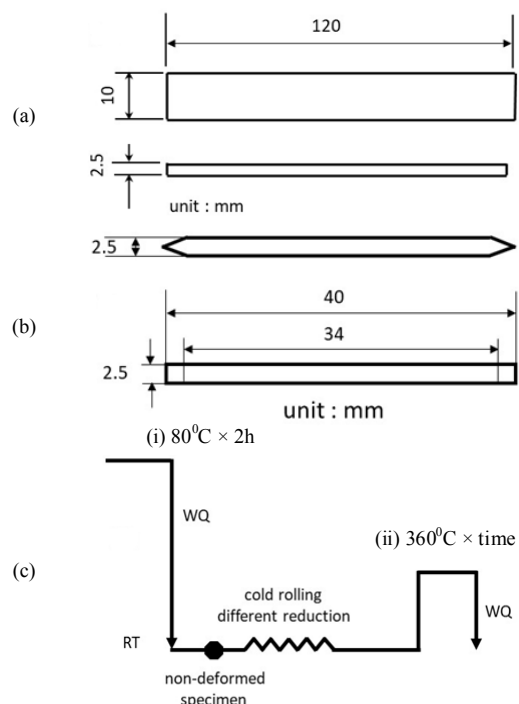 120
(a)
10
2.5
unit : mm
2.5
40
(b)
34
2.5
unit : mm
(i) 80⁰C × 2h
WQ
(ii) 360⁰C × time
(c)
cold rolling
different reduction
WQ
RT
non-deformed
specimen